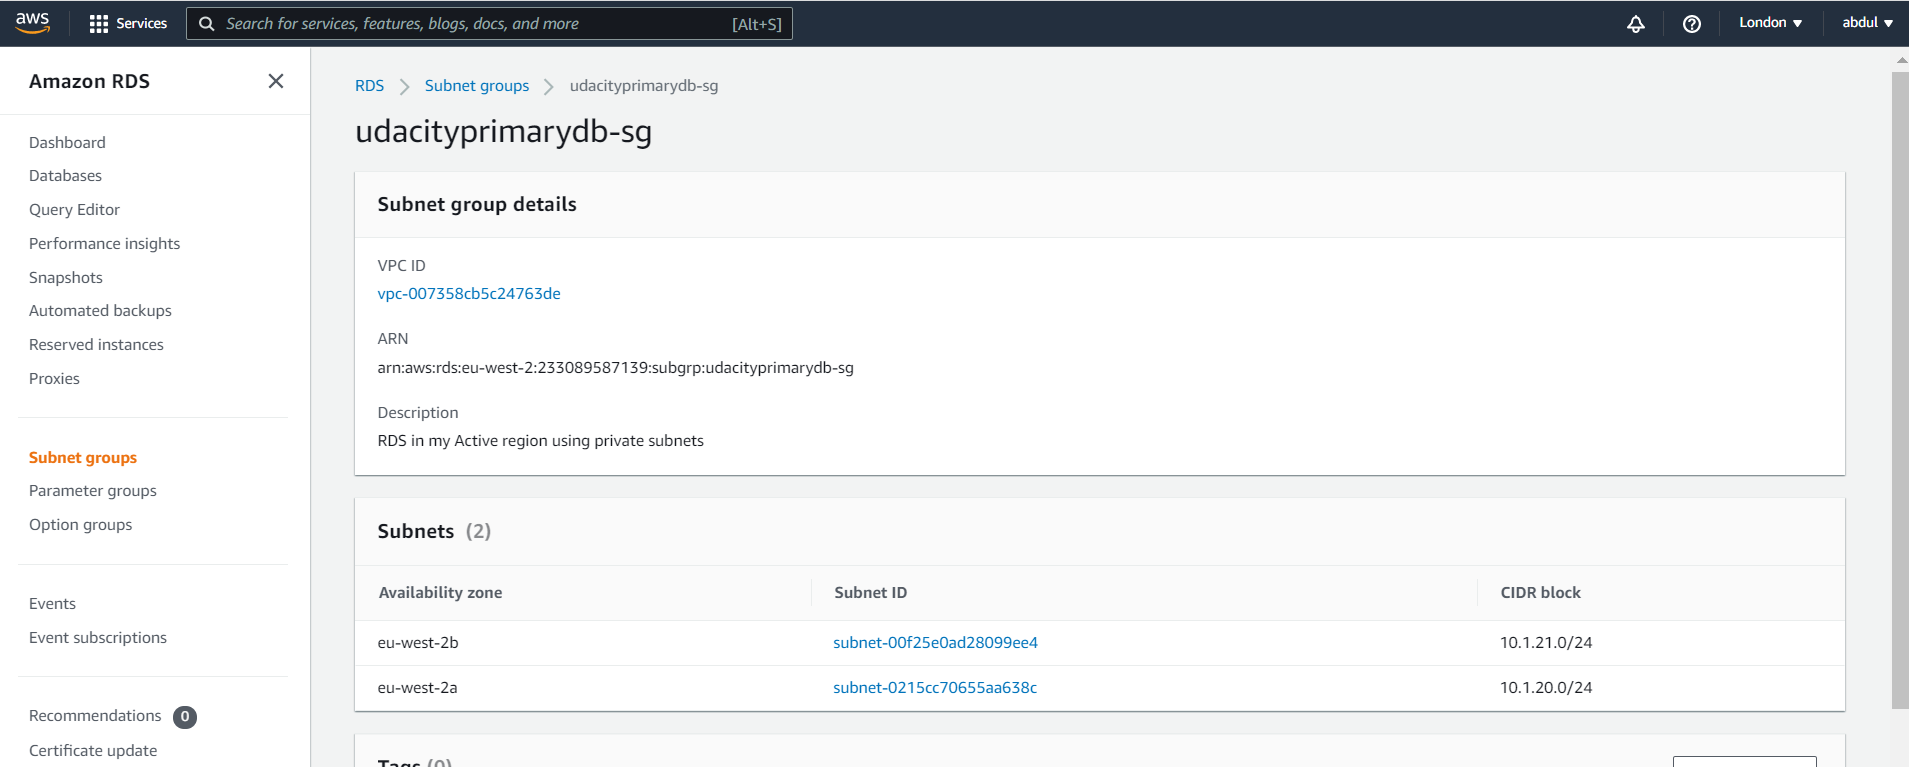 aws Services Search for services, features, blogs, docs, and more [Alt+S] London abdul
Amazon RDS
Dashboard
Databases
Query Editor
Performance insights
Snapshots
Automated backups
Reserved instances
Proxies
Subnet groups
Parameter groups
Option groups
Events
Event subscriptions
Recommendations 0
Certificate update
RDS Subnet groups udacityprimarydb-sg
udacityprimarydb-sg
Subnet group details
VPC ID
vpc-007358cb5c24763de
ARN
arn:aws:rds:eu-west-2:233089587139:subgrp:udacityprimarydb-sg
Description
RDS in my Active region using private subnets
Subnets (2)
Availability zone Subnet ID CIDR block
eu-west-2b subnet-00f25e0ad28099ee4 10.1.21.0/24
eu-west-2a subnet-0215cc70655aa638c 10.1.20.0/24
Tags (0)